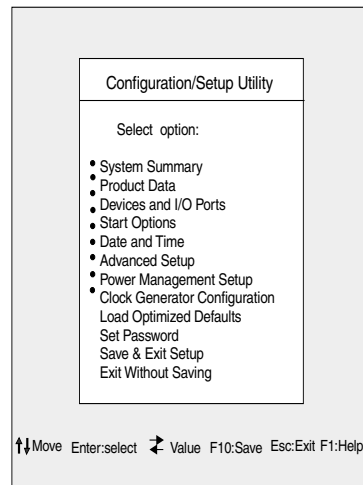 Configuration/Setup Utility
Select option:
• System Summary
• Product Data
• Devices and I/O Ports
• Start Options
• Date and Time
• Advanced Setup
• Power Management Setup
• Clock Generator Configuration
Load Optimized Defaults
Set Password
Save & Exit Setup
Exit Without Saving
↑↓Move Enter:select ⇄ Value F10:Save Esc:Exit F1:Help